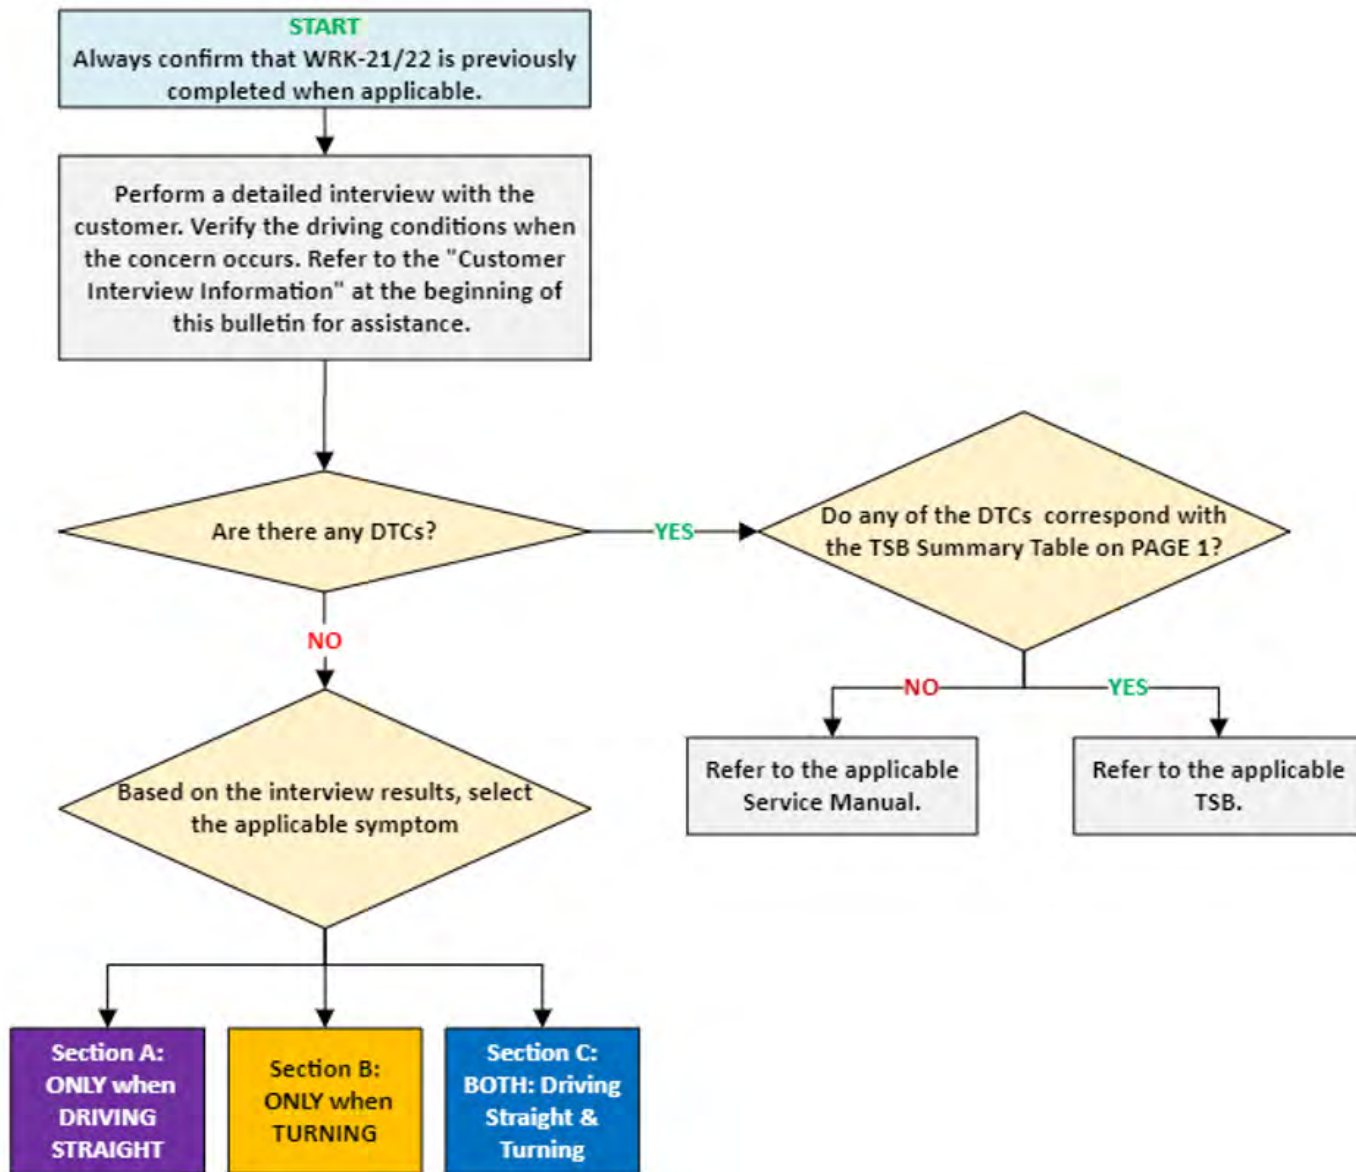 START
Always confirm that WRK-21/22 is previously
completed when applicable.
Perform a detailed interview with the
customer. Verify the driving conditions when
the concern occurs. Refer to the "Customer
Interview Information" at the beginning of
this bulletin for assistance.
Are there any DTCs?
YES
Do any of the DTCs correspond with
the TSB Summary Table on PAGE 1?
NO
NO
YES
Refer to the applicable
Service Manual.
Refer to the applicable
TSB.
Based on the interview results, select
the applicable symptom
Section A:
ONLY when
DRIVING
STRAIGHT
Section B:
ONLY when
TURNING
Section C:
BOTH: Driving
Straight &
Turning